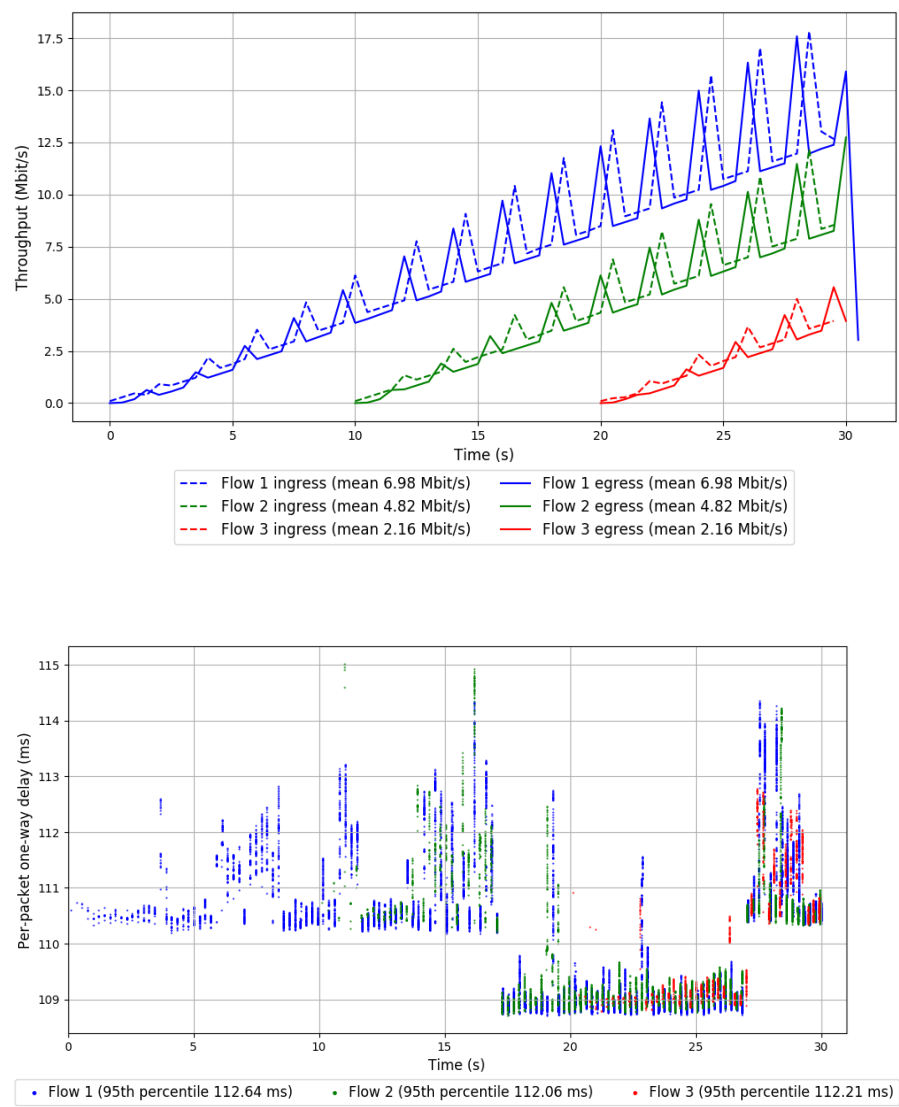 17.5
15.0
12.5
10.0
7.5
5.0
2.5
0.0
Throughput (Mbit/s)
0 5 10 15 20 25 30
Time (s)
Flow 1 ingress (mean 6.98 Mbit/s) Flow 1 egress (mean 6.98 Mbit/s)
Flow 2 ingress (mean 4.82 Mbit/s) Flow 2 egress (mean 4.82 Mbit/s)
Flow 3 ingress (mean 2.16 Mbit/s) Flow 3 egress (mean 2.16 Mbit/s)
115
114
113
112
111
110
109
Per-packet one-way delay (ms)
0 5 10 15 20 25 30
Time (s)
Flow 1 (95th percentile 112.64 ms) Flow 2 (95th percentile 112.06 ms) Flow 3 (95th percentile 112.21 ms)